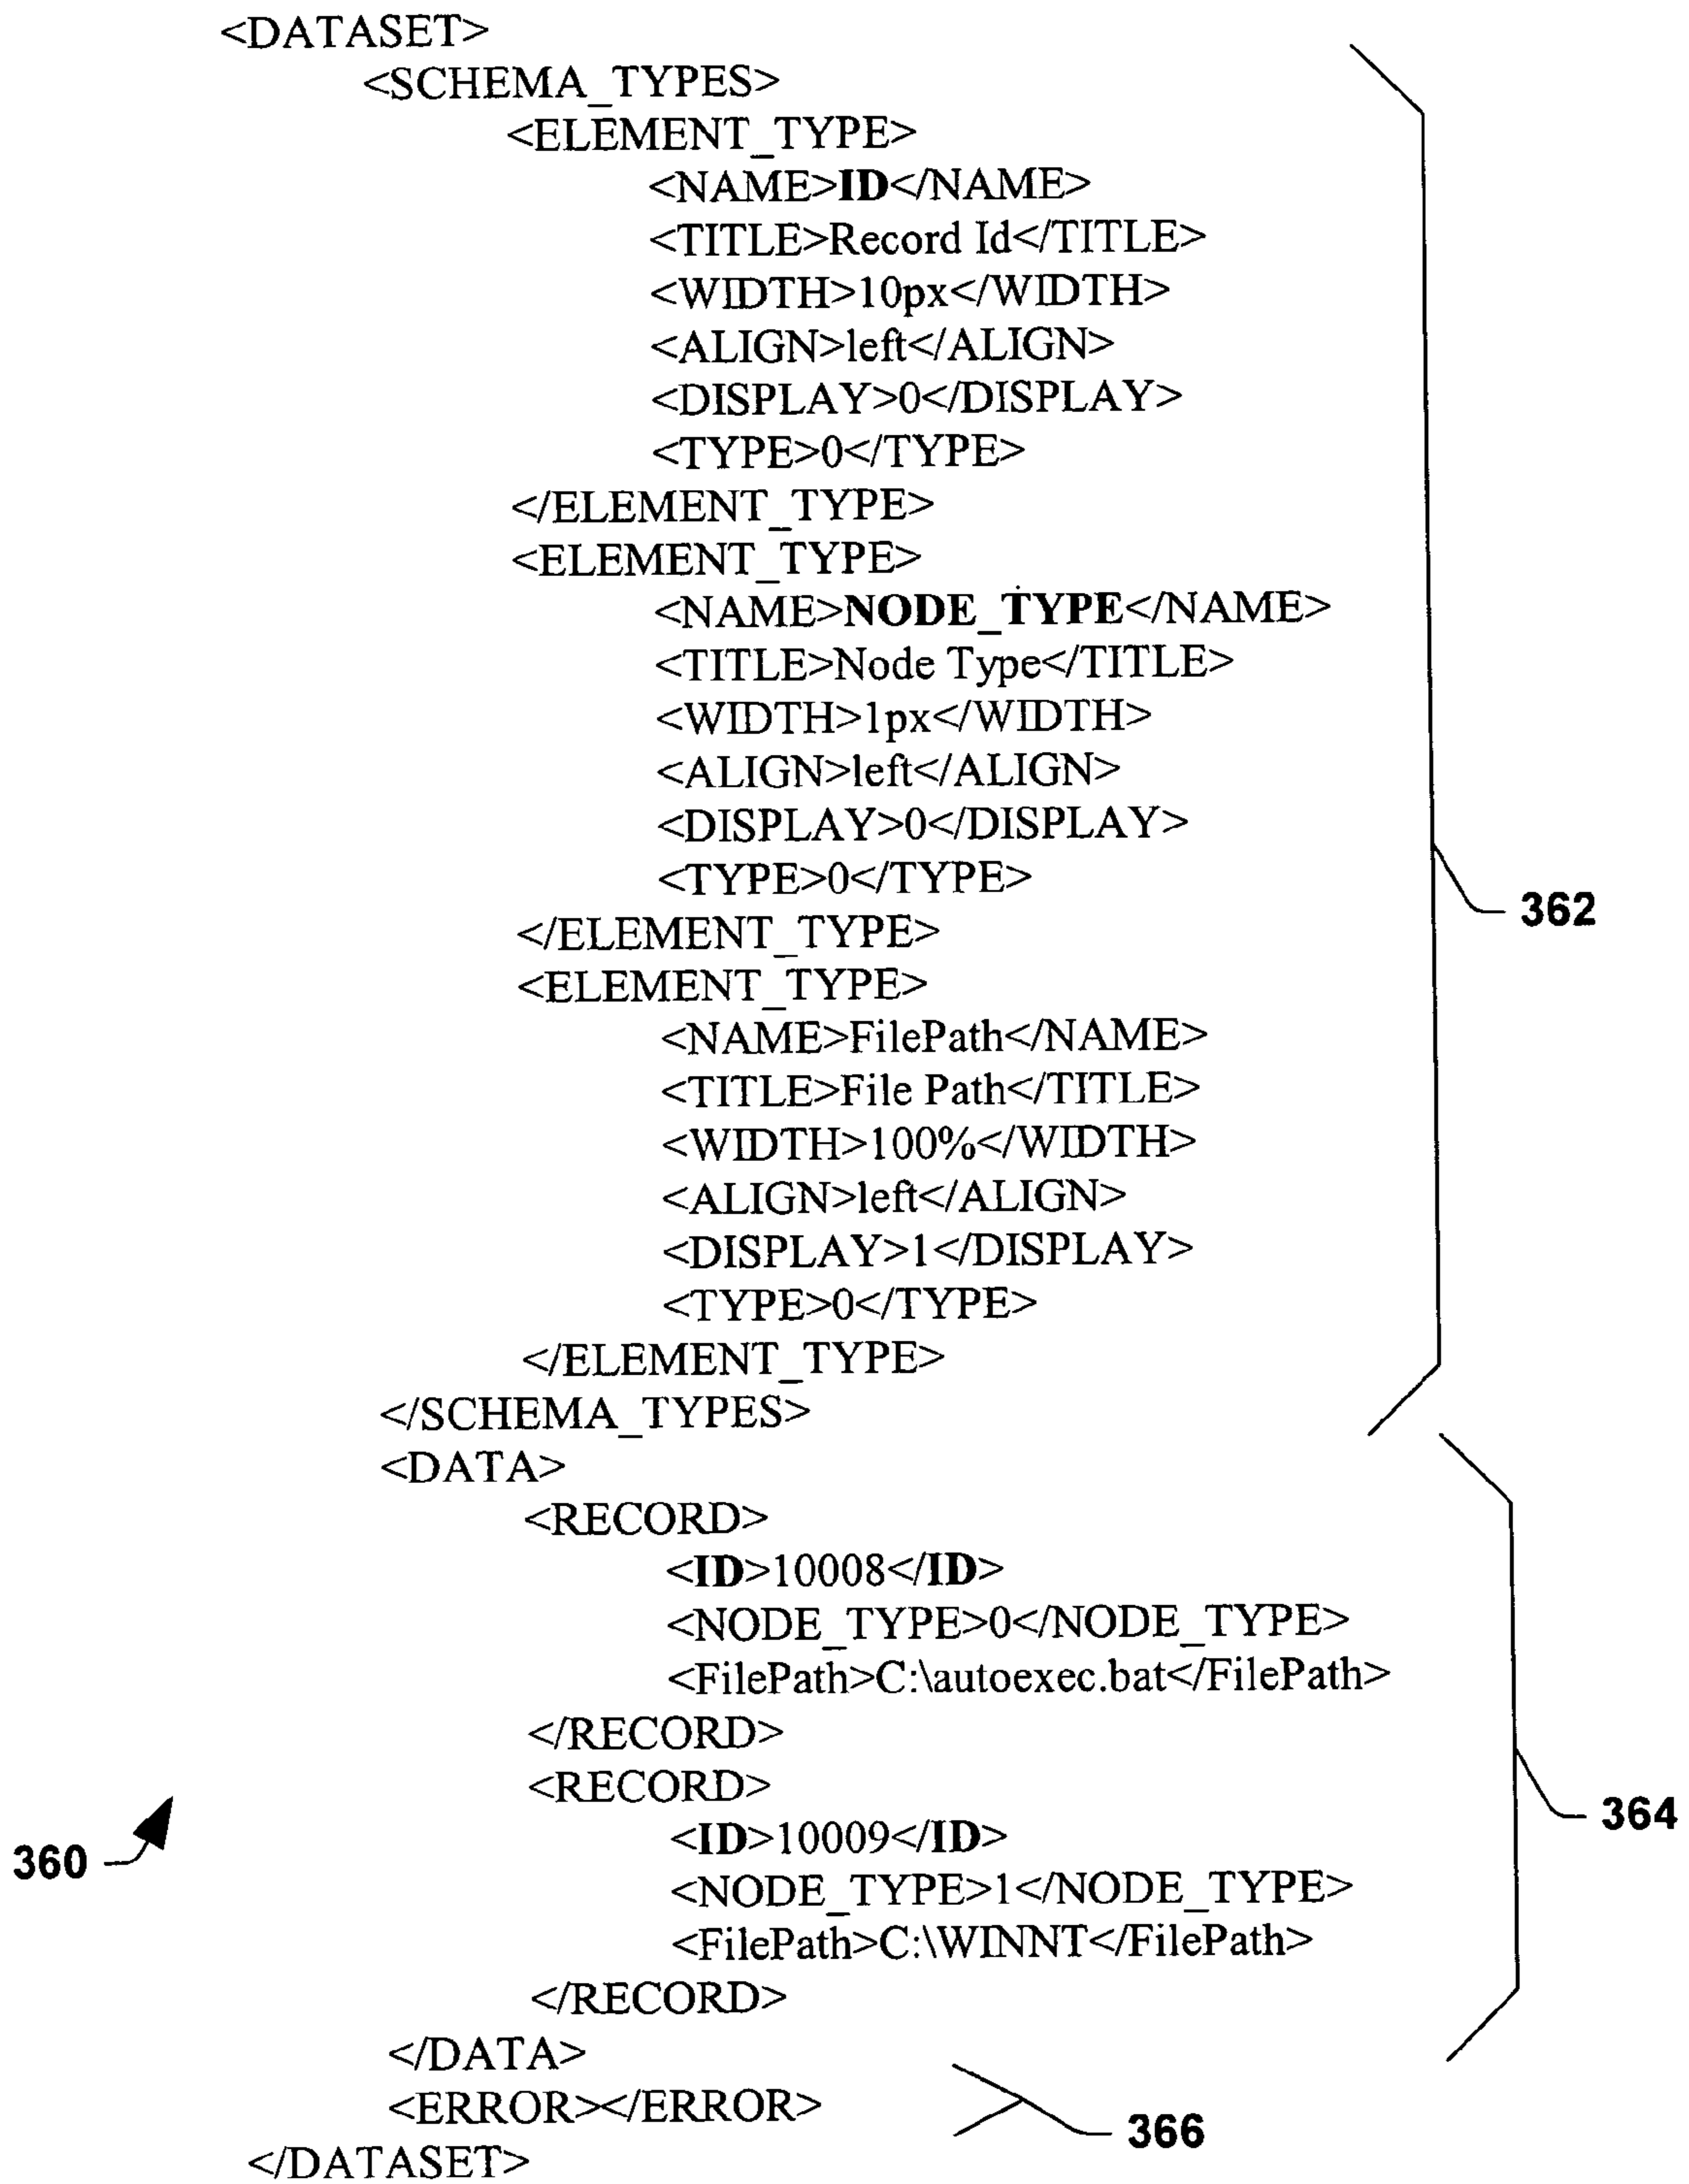 <DATASET>
<SCHEMA_TYPES>
<ELEMENT_TYPE>
<NAME>ID</NAME>
<TITLE>Record Id</TITLE>
<WIDTH>10px</WIDTH>
<ALIGN>left</ALIGN>
<DISPLAY>0</DISPLAY>
<TYPE>0</TYPE>
</ELEMENT_TYPE>
<ELEMENT_TYPE>
<NAME>NODE_TYPE</NAME>
<TITLE>Node Type</TITLE>
<WIDTH>1px</WIDTH>
<ALIGN>left</ALIGN>
<DISPLAY>0</DISPLAY>
<TYPE>0</TYPE>
362
</ELEMENT_TYPE>
<ELEMENT_TYPE>
<NAME>FilePath</NAME>
<TITLE>File Path</TITLE>
<WIDTH>100%</WIDTH>
<ALIGN>left</ALIGN>
<DISPLAY>1</DISPLAY>
<TYPE>0</TYPE>
</ELEMENT_TYPE>
</SCHEMA_TYPES>
<DATA>
<RECORD>
<ID>10008</ID>
<NODE_TYPE>0</NODE_TYPE>
<FilePath>C:\autoexec.bat</FilePath>
</RECORD>
<RECORD>
364
<ID>10009</ID>
360
<NODE_TYPE>1</NODE_TYPE>
<FilePath>C:\WINNT</FilePath>
</RECORD>
</DATA>
<ERROR></ERROR>
366
</DATASET>